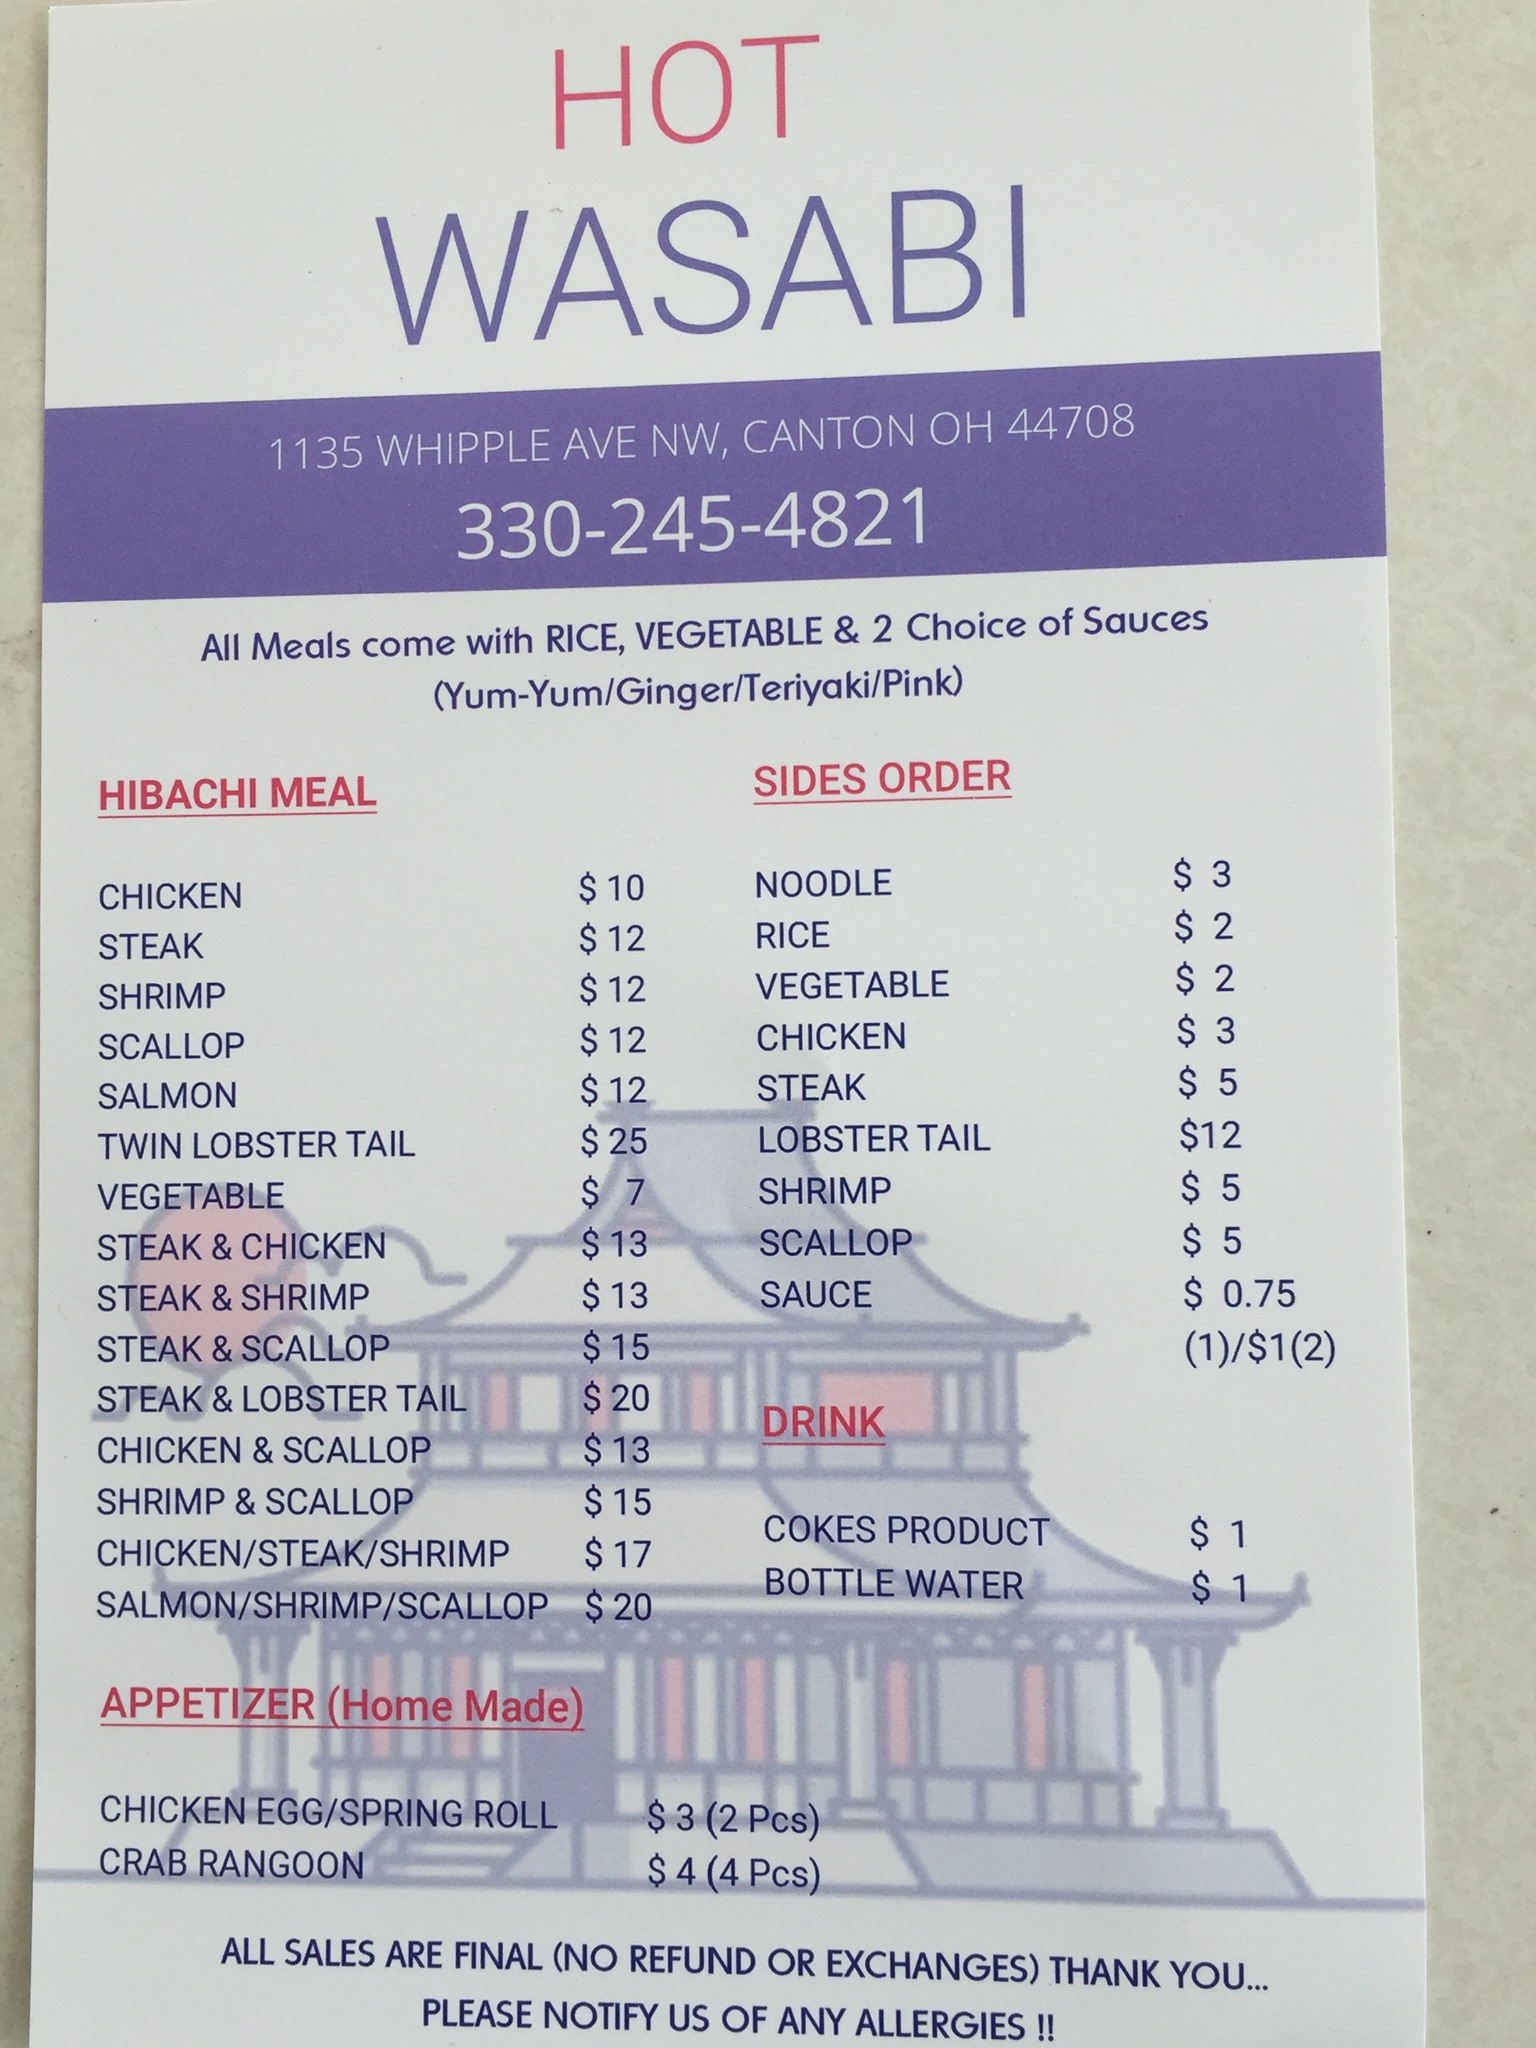 HOT
WASABI
1135 WHIPPLE AVE NW, CANTON OH 44708
330-245-4821
All Meals come with RICE, VEGETABLE & 2 Choice of Sauces
(Yum-Yum/Ginger/Teriyaki/Pink)
HIBACHI MEAL
CHICKEN $ 10
STEAK $ 12
SHRIMP $ 12
SCALLOP $ 12
SALMON $ 12
TWIN LOBSTER TAIL $ 25
VEGETABLE $ 7
STEAK & CHICKEN $ 13
STEAK & SHRIMP $ 13
STEAK & SCALLOP $ 15
STEAK & LOBSTER TAIL $ 20
CHICKEN & SCALLOP $ 13
SHRIMP & SCALLOP $ 15
CHICKEN/STEAK/SHRIMP $ 17
SALMON/SHRIMP/SCALLOP $ 20
SIDES ORDER
NOODLE $ 3
RICE $ 2
VEGETABLE $ 2
CHICKEN $ 3
STEAK $ 5
LOBSTER TAIL $12
SHRIMP $ 5
SCALLOP $ 5
SAUCE $ 0.75
(1)/$1(2)
DRINK
COKES PRODUCT $ 1
BOTTLE WATER $ 1
APPETIZER (Home Made)
CHICKEN EGG/SPRING ROLL $ 3 (2 Pcs)
CRAB RANGOON $ 4 (4 Pcs)
ALL SALES ARE FINAL (NO REFUND OR EXCHANGES) THANK YOU...
PLEASE NOTIFY US OF ANY ALLERGIES !!